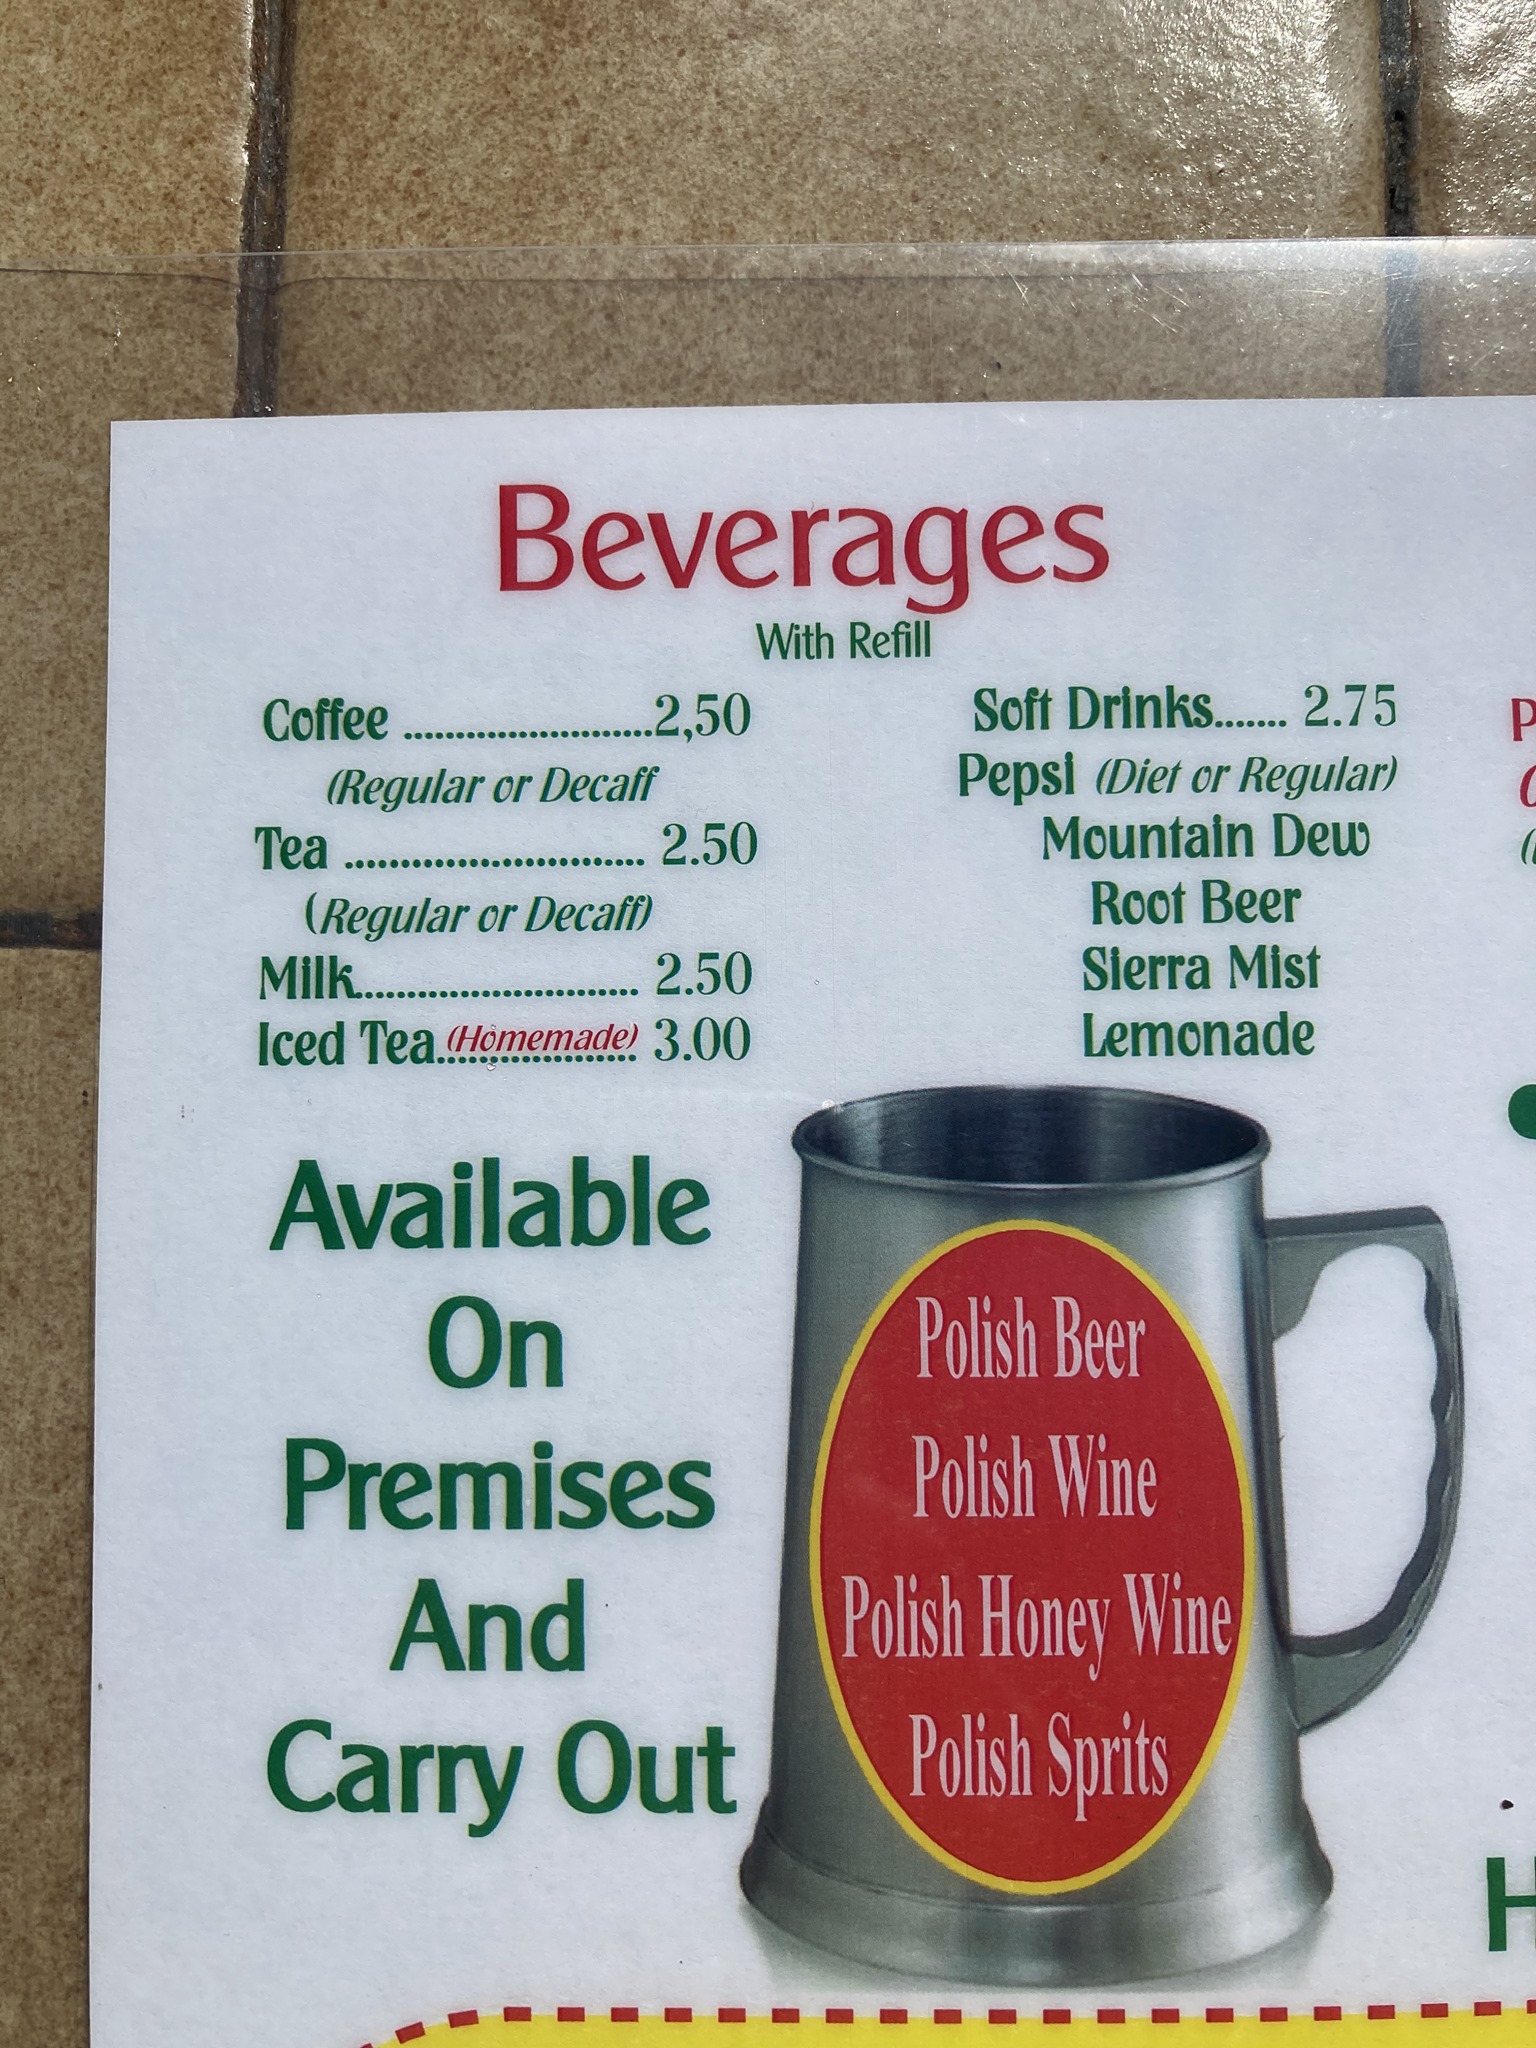 Beverages
With Refill
Coffee ........................2,50
(Regular or Decaff
Tea ............................. 2.50
(Regular or Decaff)
Milk............................ 2.50
Iced Tea...(Homemade)... 3.00
Soft Drinks....... 2.75
Pepsi (Diet or Regular)
Mountain Dew
Root Beer
Sierra Mist
Lemonade
Available
On
Premises
And
Carry Out
Polish Beer
Polish Wine
Polish Honey Wine
Polish Sprits